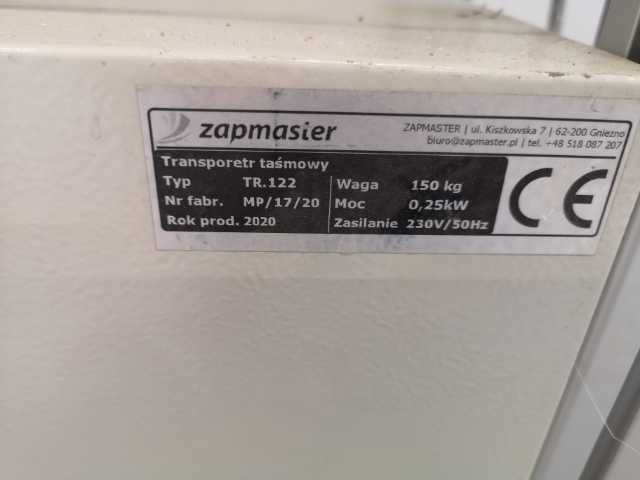 zapmaster
ZAPMASTER | ul. Kiszkowska 7 | 62-200 Gniezno
biuro@zapmaster.pl | tel. +48 518 087 207
Transporetr taśmowy
Typ TR.122 Waga 150 kg
Nr fabr. MP/17/20 Moc 0,25kW
Rok prod. 2020 Zasilanie 230V/50Hz
CE